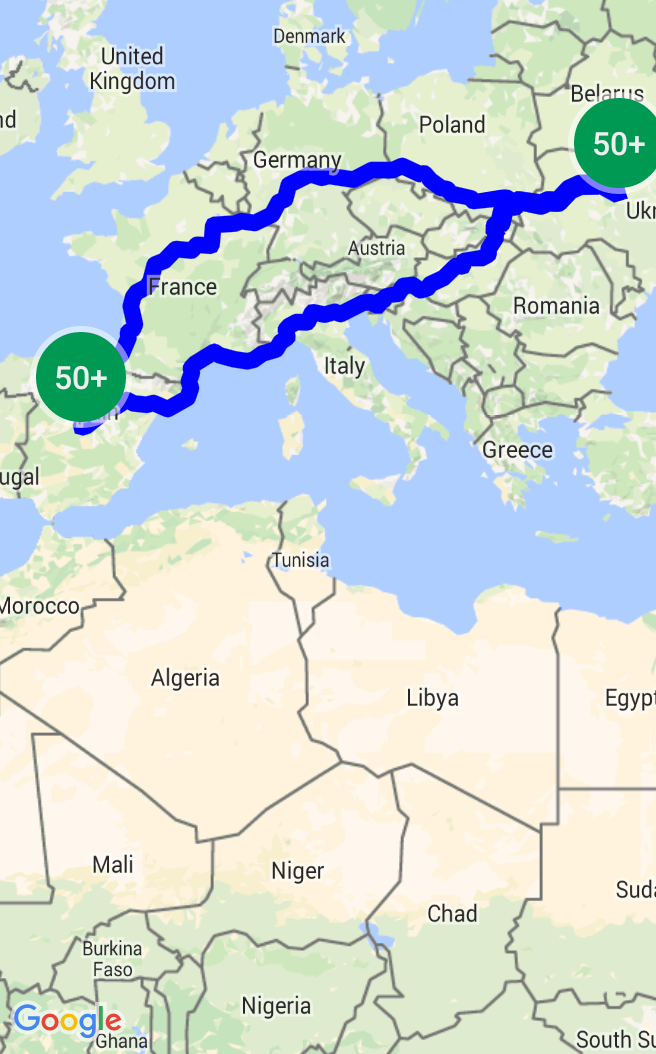 Denmark
United
Kingdom
nd
Belarus
Poland
50+
Germany
Ukr
Austria
France
Romania
50+
Italy
Greece
ugal
Tunisia
Morocco
Algeria
Libya
Egypt
Mali
Niger
Suda
Chad
Burkina
Faso
Nigeria
Google
Ghana
South Su